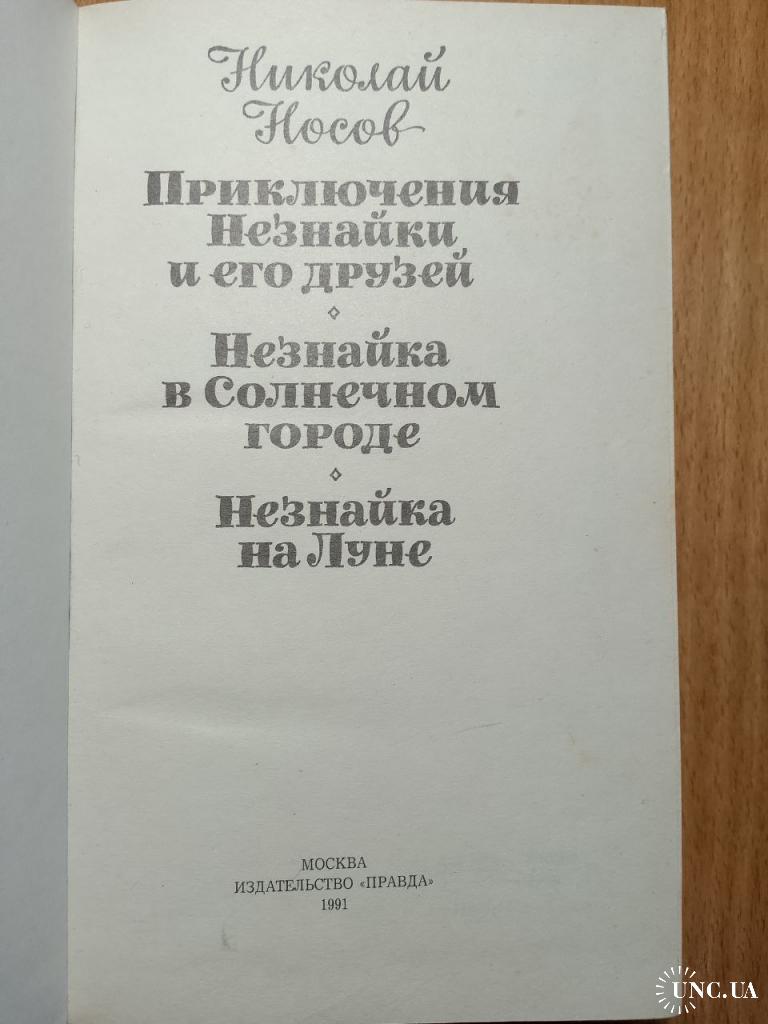 Николай
Носов
Приключения
Незнайки
и его друзей
Незнайка
в Солнечном
городе
Незнайка
на Луне
МОСКВА
ИЗДАТЕЛЬСТВО «ПРАВДА»
1991
UNC.UA